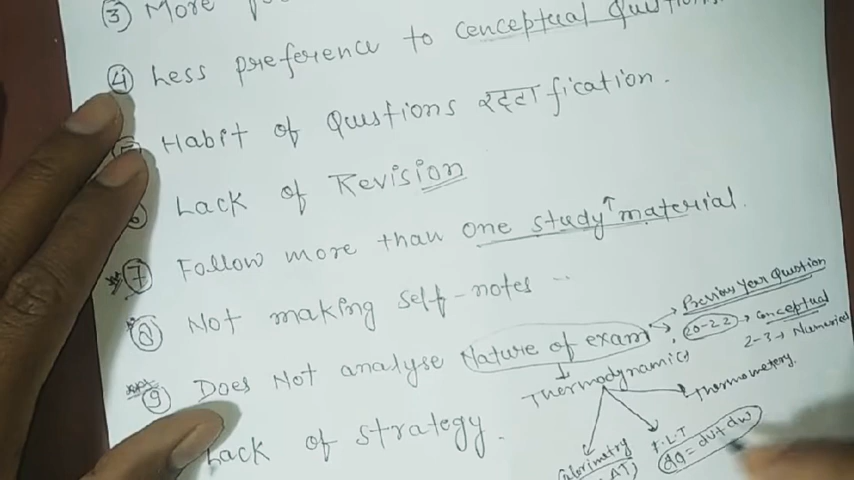 ③ More
④ Less preference to conceptual
Habit of Questions रट्टाfication.
Lack of Revision
⑦ Follow more than one study material.
⑧ Not making self-notes --
⑨ Does Not analyse Nature of exam
Previous Year Question
20-22 → Conceptual
2-3 → Numerical
Thermodynamics
Thermometery.
Lack of strategy.
Calorimetry
F.L.T
dQ = dU + dW